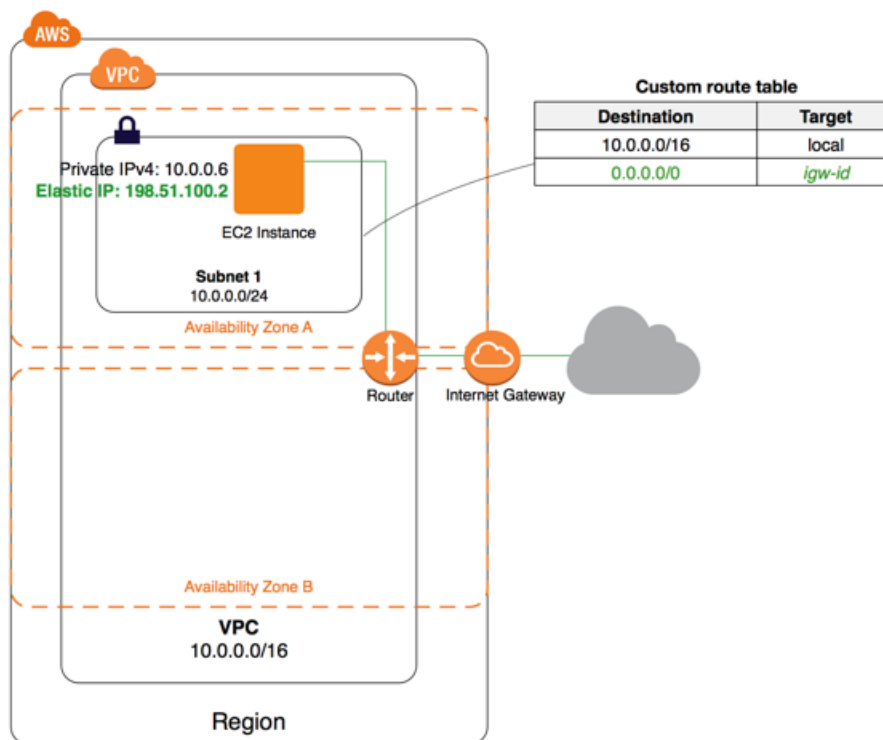 AWS
VPC
Custom route table
Destination Target
10.0.0.0/16 local
0.0.0.0/0 igw-id
Private IPv4: 10.0.0.6
Elastic IP: 198.51.100.2
EC2 Instance
Subnet 1
10.0.0.0/24
Availability Zone A
Router
Internet Gateway
Availability Zone B
VPC
10.0.0.0/16
Region